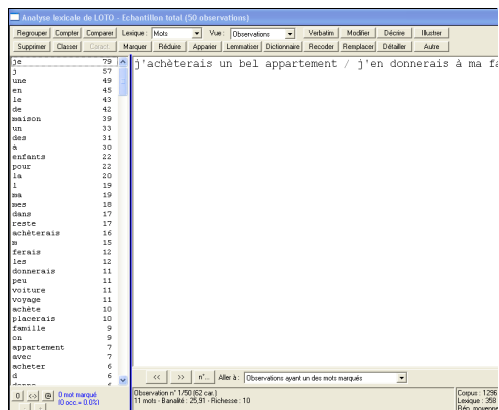 Analyse lexicale de LOTO - Echantillon total (50 observations)
Regrouper Compter Comparer Lexique : Mots Vue : Observations Verbatim Modifier Décrire Illustrer
Supprimer Classer Caract. Marquer Réduire Apparier Lemmatiser Dictionnaire Recoder Remplacer Détailler Autre
je 79
j 57
une 49
en 45
le 43
de 42
maison 39
un 33
des 31
à 30
enfants 22
pour 22
la 20
l 19
ma 19
mes 18
dans 17
reste 17
achèterais 16
m 15
ferais 12
les 12
donnerais 11
peu 11
voiture 11
voyage 11
achète 10
placerais 10
famille 9
on 9
appartement 7
avec 7
acheter 6
d 6
j'achèterais un bel appartement / j'en donnerais à ma fa
<< >> n°... Aller à : Observations ayant un des mots marqués
0 <-> @ 0 mot marqué
(0 occ.= 0.0%)
Observation n° 1/50 (62 car.)
11 mots - Banalité : 25,91 - Richesse : 10
Corpus : 1296
Lexique : 358